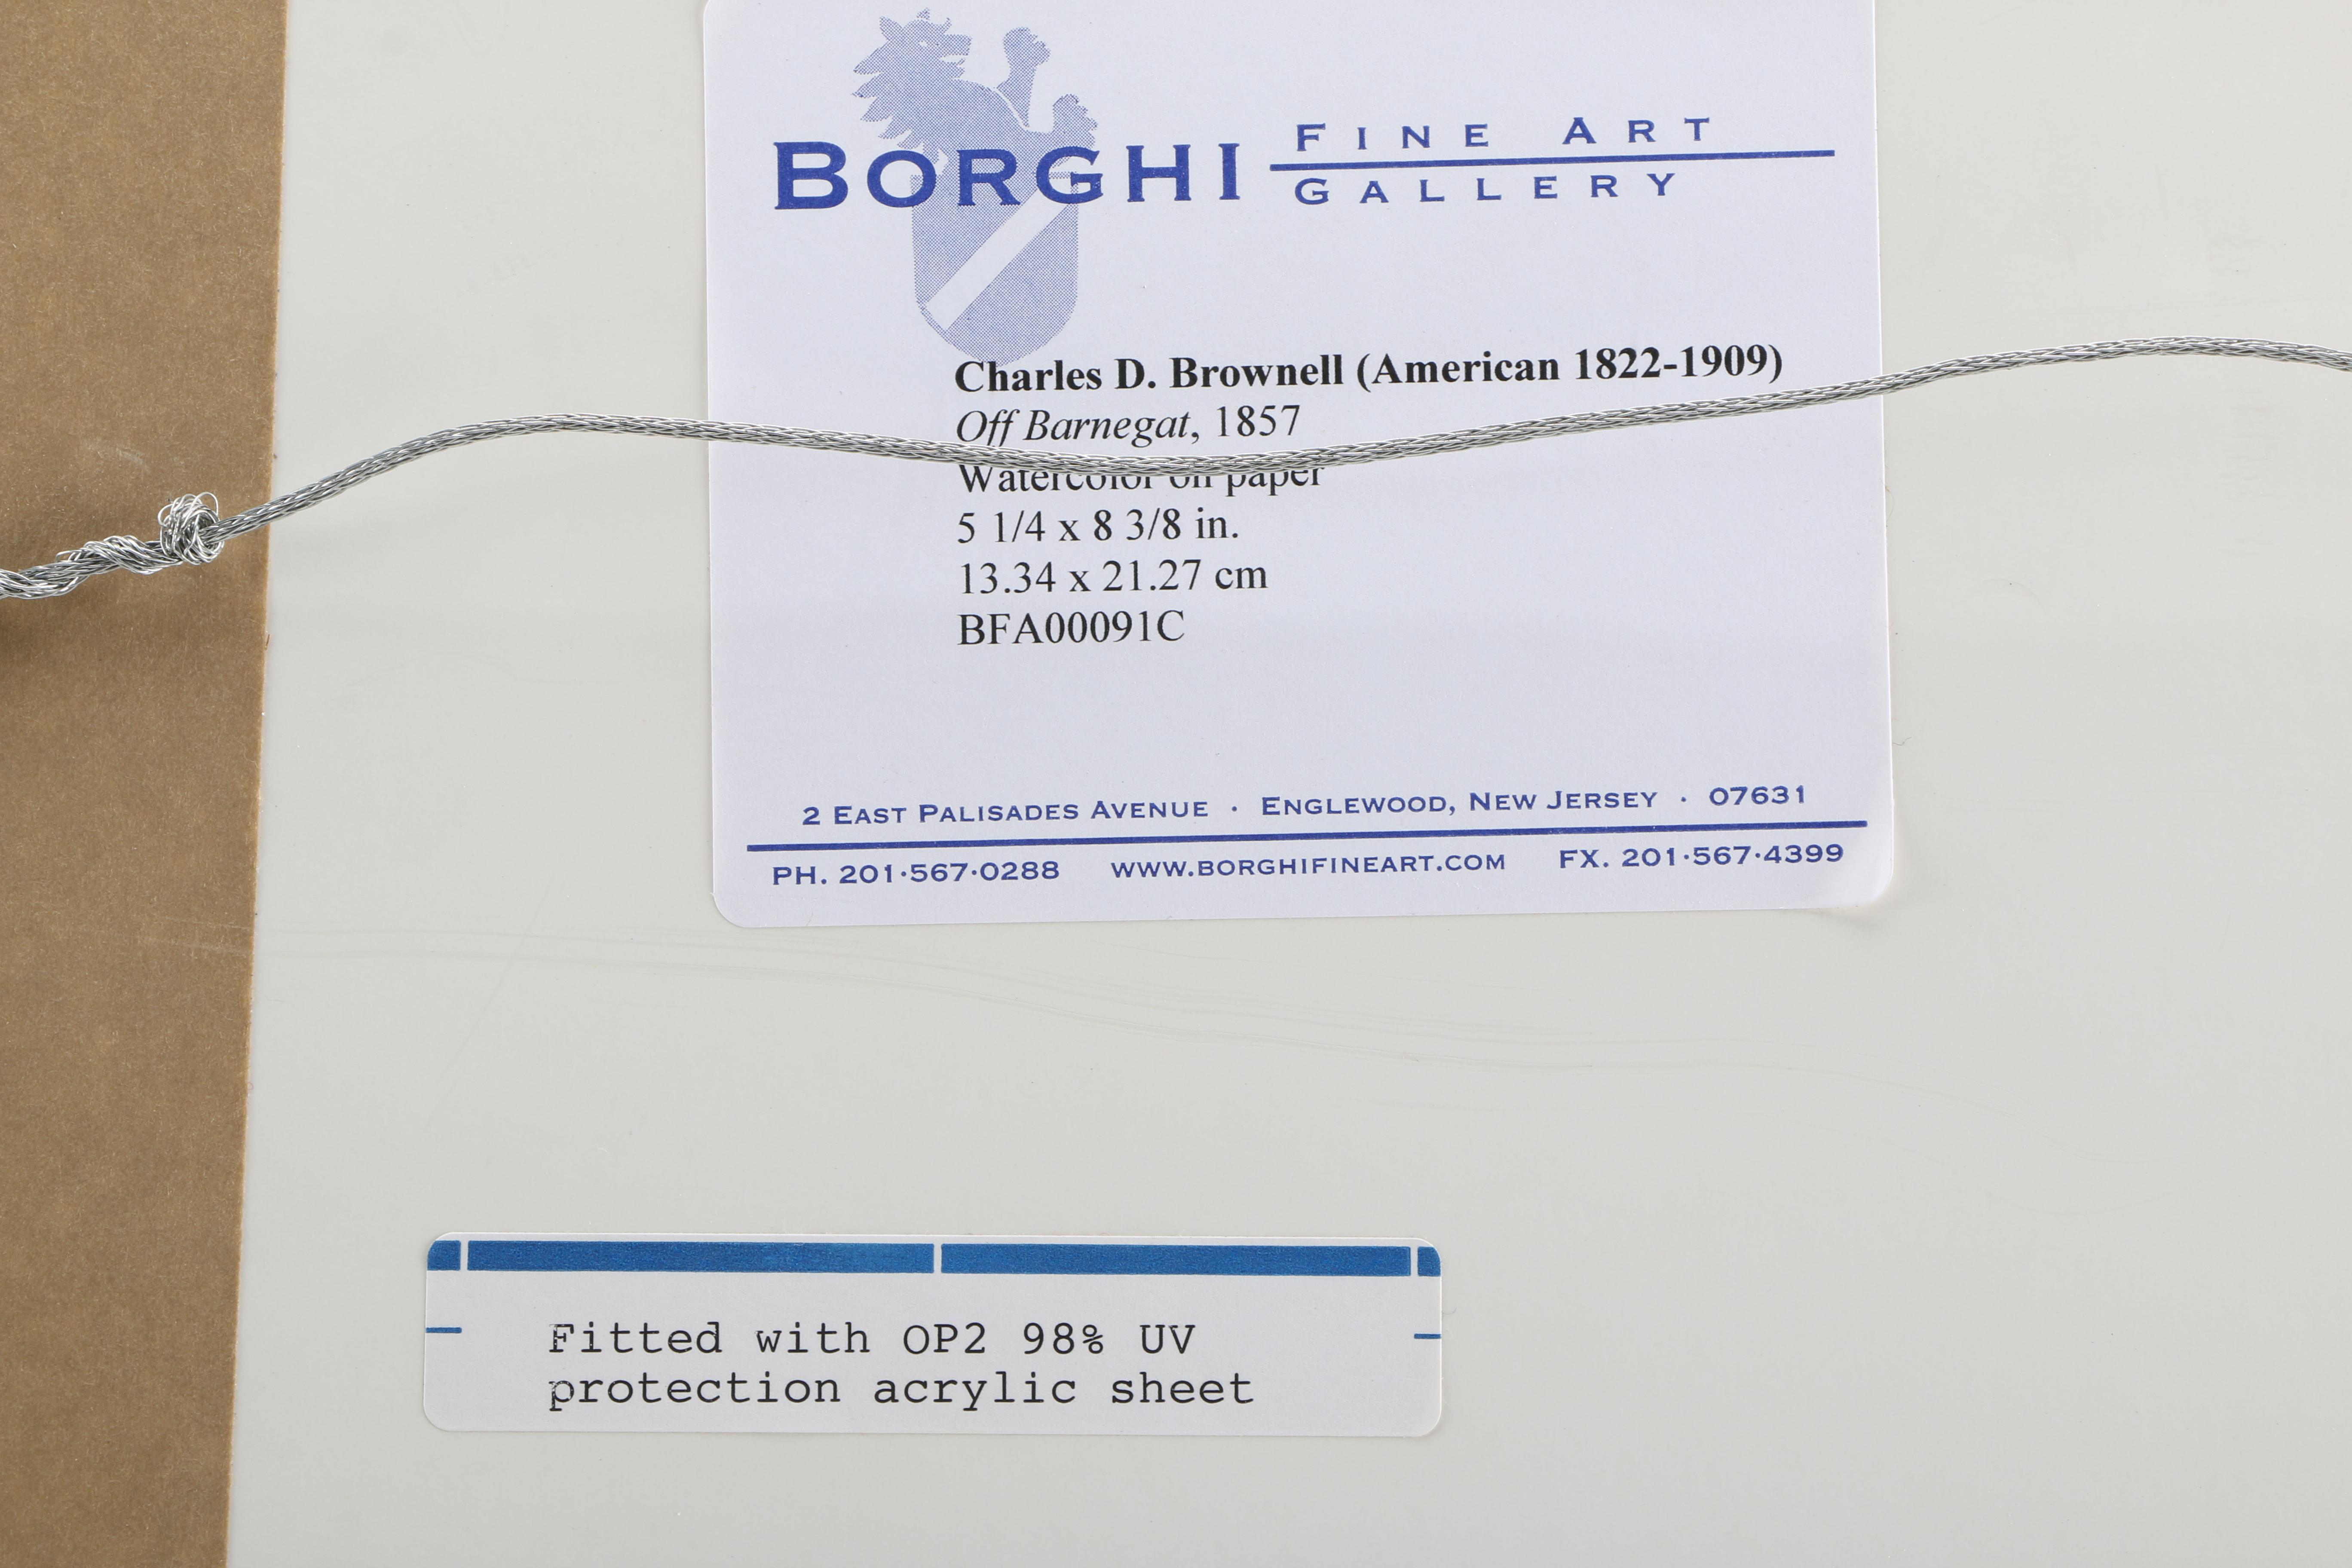 BORGHI FINE ART GALLERY
Charles D. Brownell (American 1822-1909)
Off Barnegat, 1857
Watercolor on paper
5 1/4 x 8 3/8 in.
13.34 x 21.27 cm
BFA00091C
2 EAST PALISADES AVENUE · ENGLEWOOD, NEW JERSEY · 07631
PH. 201·567·0288 WWW.BORGHIFINEART.COM FX. 201·567·4399
Fitted with OP2 98% UV
protection acrylic sheet